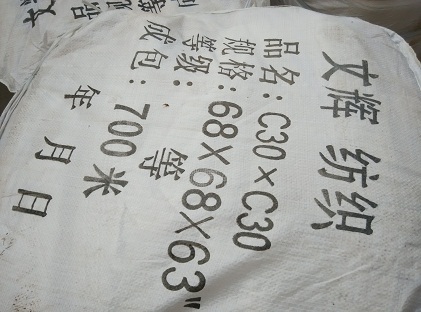 文辉纺织
品名：C30×C30
规格：68×68×63"
等级：等
成包：700米
年月日